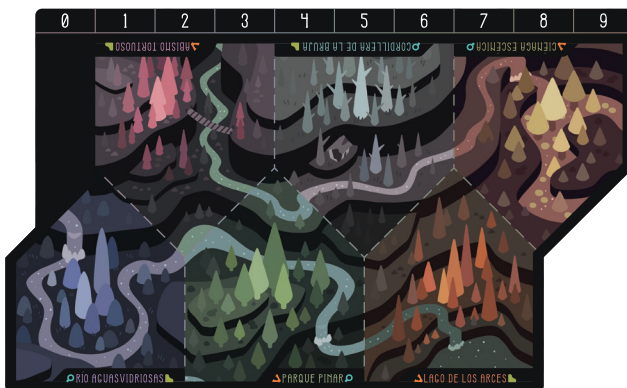 0 1 2 3 4 5 6 7 8 9
ABISMO TORTUOSO
CORDILLERA DE LA BRUJA
CIÉNAGA ESCÉNICA
RÍO AGUASVIDRIOSAS
PARQUE PINAR
LAGO DE LOS ARCES